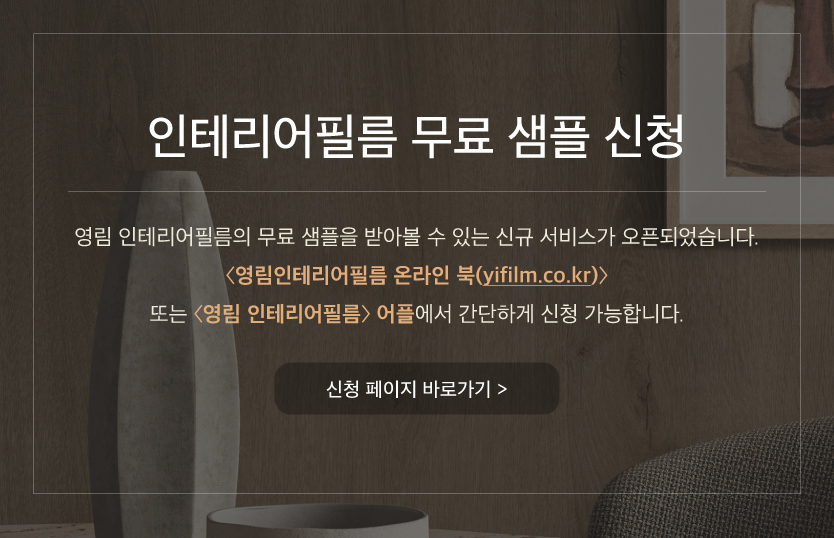 인테리어필름 무료 샘플 신청
영림 인테리어필름의 무료 샘플을 받아볼 수 있는 신규 서비스가 오픈되었습니다.
〈영림인테리어필름 온라인 북(yifilm.co.kr)〉
또는 〈영림 인테리어필름〉 어플에서 간단하게 신청 가능합니다.
신청 페이지 바로가기 >